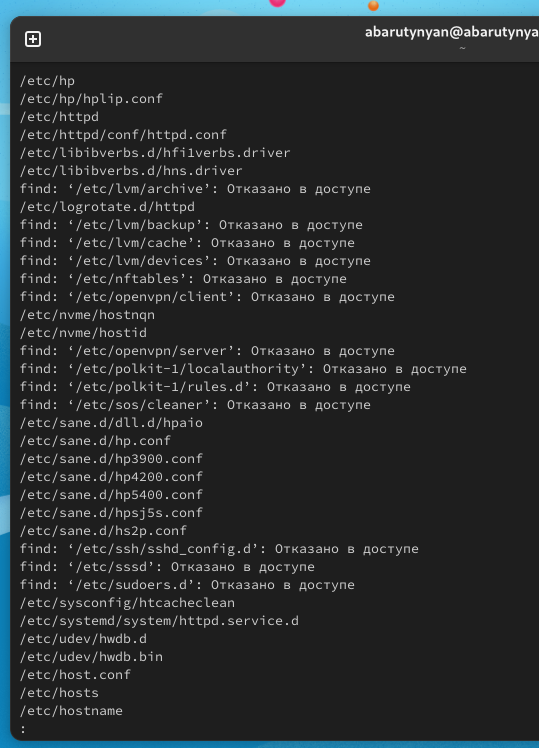 abarutynyan@abarutynya
~
/etc/hp
/etc/hp/hplip.conf
/etc/httpd
/etc/httpd/conf/httpd.conf
/etc/libibverbs.d/hfi1verbs.driver
/etc/libibverbs.d/hns.driver
find: ‘/etc/lvm/archive’: Отказано в доступе
/etc/logrotate.d/httpd
find: ‘/etc/lvm/backup’: Отказано в доступе
find: ‘/etc/lvm/cache’: Отказано в доступе
find: ‘/etc/lvm/devices’: Отказано в доступе
find: ‘/etc/nftables’: Отказано в доступе
find: ‘/etc/openvpn/client’: Отказано в доступе
/etc/nvme/hostnqn
/etc/nvme/hostid
find: ‘/etc/openvpn/server’: Отказано в доступе
find: ‘/etc/polkit-1/localauthority’: Отказано в доступе
find: ‘/etc/polkit-1/rules.d’: Отказано в доступе
find: ‘/etc/sos/cleaner’: Отказано в доступе
/etc/sane.d/dll.d/hpaio
/etc/sane.d/hp.conf
/etc/sane.d/hp3900.conf
/etc/sane.d/hp4200.conf
/etc/sane.d/hp5400.conf
/etc/sane.d/hpsj5s.conf
/etc/sane.d/hs2p.conf
find: ‘/etc/ssh/sshd_config.d’: Отказано в доступе
find: ‘/etc/sssd’: Отказано в доступе
find: ‘/etc/sudoers.d’: Отказано в доступе
/etc/sysconfig/htcacheclean
/etc/systemd/system/httpd.service.d
/etc/udev/hwdb.d
/etc/udev/hwdb.bin
/etc/host.conf
/etc/hosts
/etc/hostname
: